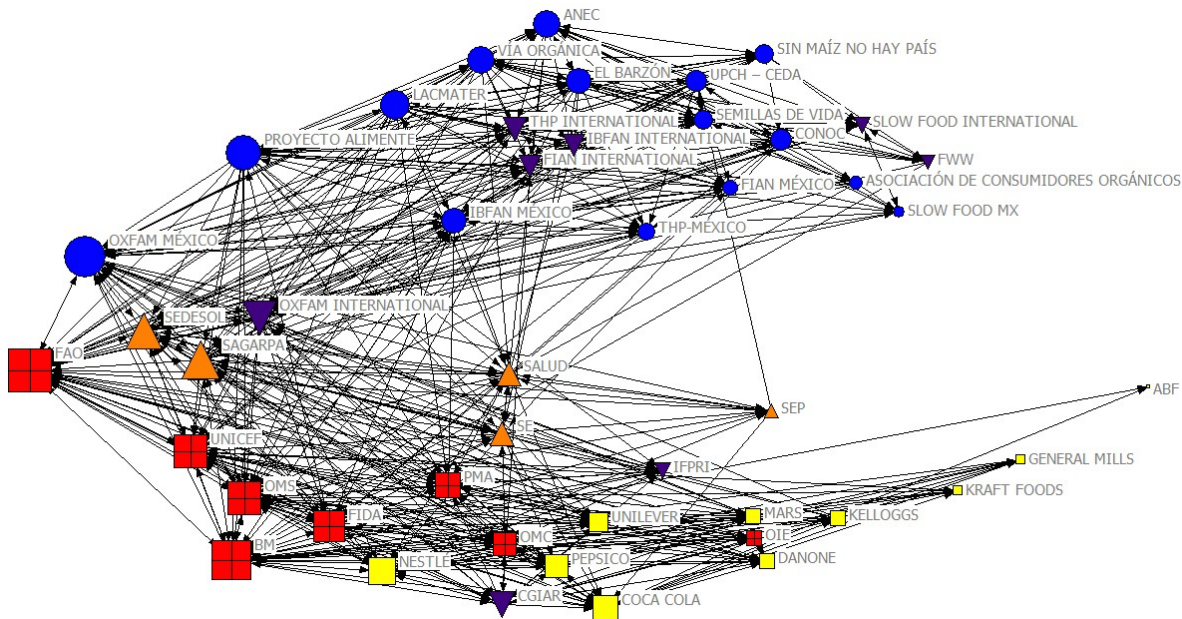 ANEC
VÍA ORGÁNICA
SIN MAÍZ NO HAY PAÍS
EL BARZÓN
UPCH – CEDA
LACMATER
SEMILLAS DE VIDA
THP INTERNATIONAL
SLOW FOOD INTERNATIONAL
IBFAN INTERNATIONAL
CONOC
PROYECTO ALIMENTE
FIAN INTERNATIONAL
FWW
FIAN MÉXICO
ASOCIACIÓN DE CONSUMIDORES ORGÁNICOS
IBFAN MÉXICO
SLOW FOOD MX
THP-MÉXICO
OXFAM MÉXICO
OXFAM INTERNATIONAL
SEDESOL
SAGARPA
FAO
SALUD
ABF
SEP
SE
UNICEF
IFPRI
GENERAL MILLS
OMS
PMA
KRAFT FOODS
FIDA
UNILEVER
MARS
KELLOGGS
OMC
OIE
BM
NESTLÉ
PEPSICO
DANONE
CGIAR
COCA COLA